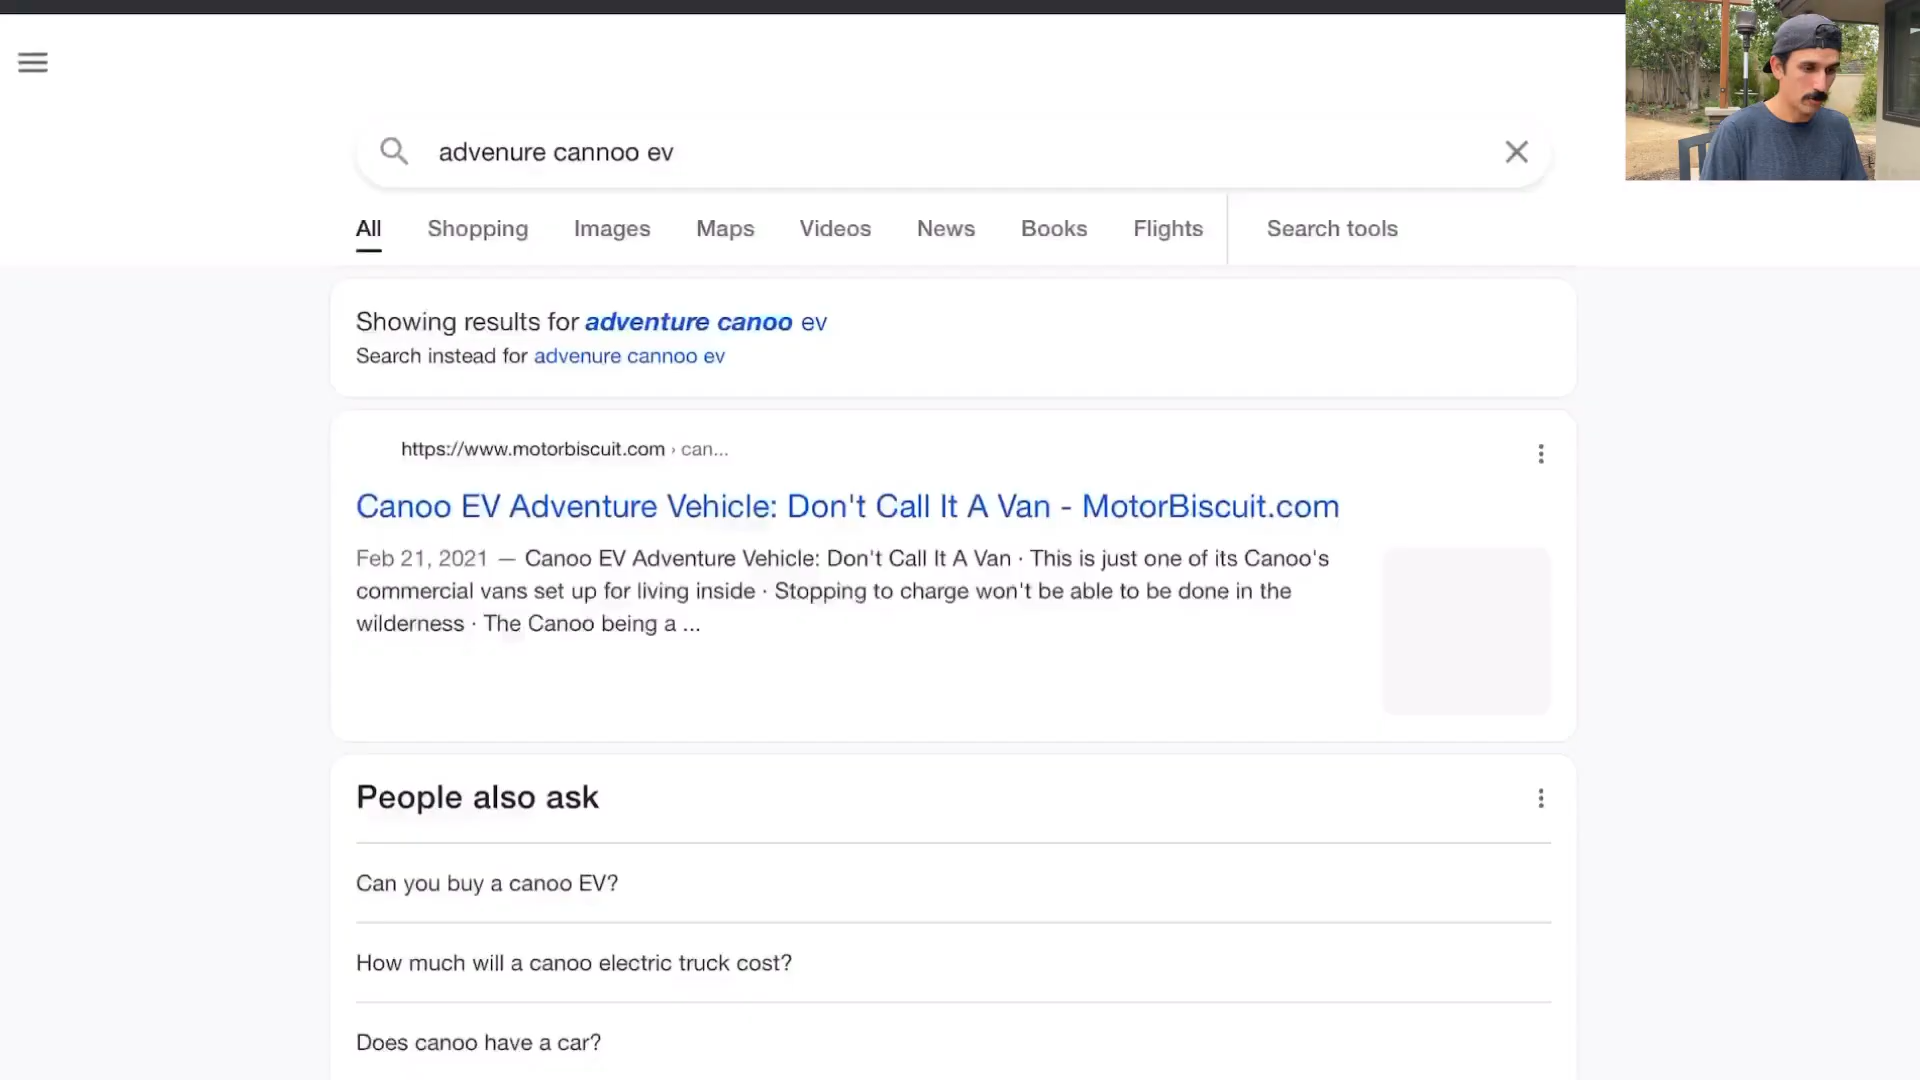 advenure cannoo ev
All Shopping Images Maps Videos News Books Flights Search tools
Showing results for adventure canoo ev
Search instead for advenure cannoo ev
https://www.motorbiscuit.com › can...
Canoo EV Adventure Vehicle: Don't Call It A Van - MotorBiscuit.com
Feb 21, 2021 — Canoo EV Adventure Vehicle: Don't Call It A Van · This is just one of its Canoo's
commercial vans set up for living inside · Stopping to charge won't be able to be done in the
wilderness · The Canoo being a ...
People also ask
Can you buy a canoo EV?
How much will a canoo electric truck cost?
Does canoo have a car?